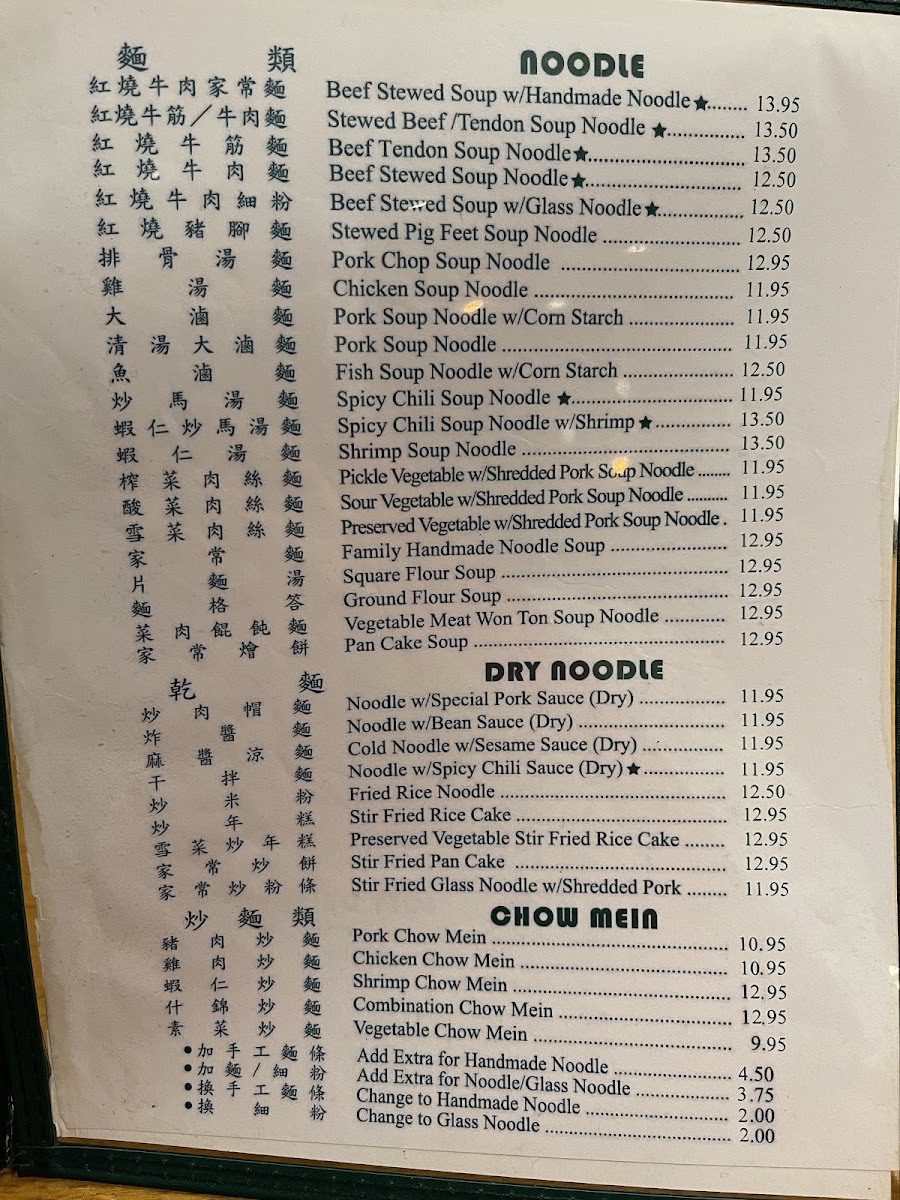 麵類 NOODLE
紅燒牛肉家常麵 Beef Stewed Soup w/Handmade Noodle★........ 13.95
紅燒牛筋／牛肉麵 Stewed Beef /Tendon Soup Noodle ★............... 13.50
紅燒牛筋麵 Beef Tendon Soup Noodle★.............................. 13.50
紅燒牛肉麵 Beef Stewed Soup Noodle★.............................. 12.50
紅燒牛肉細粉 Beef Stewed Soup w/Glass Noodle★................ 12.50
紅燒豬腳麵 Stewed Pig Feet Soup Noodle .......................... 12.50
排骨湯麵 Pork Chop Soup Noodle .................................. 12.95
雞湯麵 Chicken Soup Noodle ...................................... 11.95
大滷麵 Pork Soup Noodle w/Corn Starch .................... 11.95
清湯大滷麵 Pork Soup Noodle ............................................ 11.95
魚滷麵 Fish Soup Noodle w/Corn Starch ..................... 12.50
炒馬湯麵 Spicy Chili Soup Noodle ★.............................. 11.95
蝦仁炒馬湯麵 Spicy Chili Soup Noodle w/Shrimp★............... 13.50
蝦仁湯麵 Shrimp Soup Noodle ........................................ 13.50
榨菜肉絲麵 Pickle Vegetable w/Shredded Pork Soup Noodle ........ 11.95
酸菜肉絲麵 Sour Vegetable w/Shredded Pork Soup Noodle .......... 11.95
雪菜肉絲麵 Preserved Vegetable w/Shredded Pork Soup Noodle . 11.95
家常麵 Family Handmade Noodle Soup ...................... 12.95
片麵湯 Square Flour Soup ............................................ 12.95
麵格答 Ground Flour Soup ........................................... 12.95
菜肉餛飩麵 Vegetable Meat Won Ton Soup Noodle ............ 12.95
家常燴餅 Pan Cake Soup ................................................ 12.95
乾麵 DRY NOODLE
炒肉帽麵 Noodle w/Special Pork Sauce (Dry) ................ 11.95
炸醬麵 Noodle w/Bean Sauce (Dry) ............................ 11.95
麻醬涼麵 Cold Noodle w/Sesame Sauce (Dry) ................ 11.95
干拌麵 Noodle w/Spicy Chili Sauce (Dry)★................ 11.95
炒米粉 Fried Rice Noodle ........................................... 12.50
炒年糕 Stir Fried Rice Cake ........................................ 12.95
雪菜炒年糕 Preserved Vegetable Stir Fried Rice Cake ........ 12.95
家常炒餅 Stir Fried Pan Cake ......................................... 12.95
家常炒粉條 Stir Fried Glass Noodle w/Shredded Pork ........ 11.95
炒麵類 CHOW MEIN
豬肉炒麵 Pork Chow Mein .............................................. 10.95
雞肉炒麵 Chicken Chow Mein ........................................ 10.95
蝦仁炒麵 Shrimp Chow Mein ......................................... 12.95
什錦炒麵 Combination Chow Mein ................................ 12.95
素菜炒麵 Vegetable Chow Mein ..................................... 9.95
•加手工麵條 Add Extra for Handmade Noodle ..................... 4.50
•加麵/細粉 Add Extra for Noodle/Glass Noodle ................. 3.75
•換手工麵條 Change to Handmade Noodle .......................... 2.00
•換細粉 Change to Glass Noodle ................................. 2.00